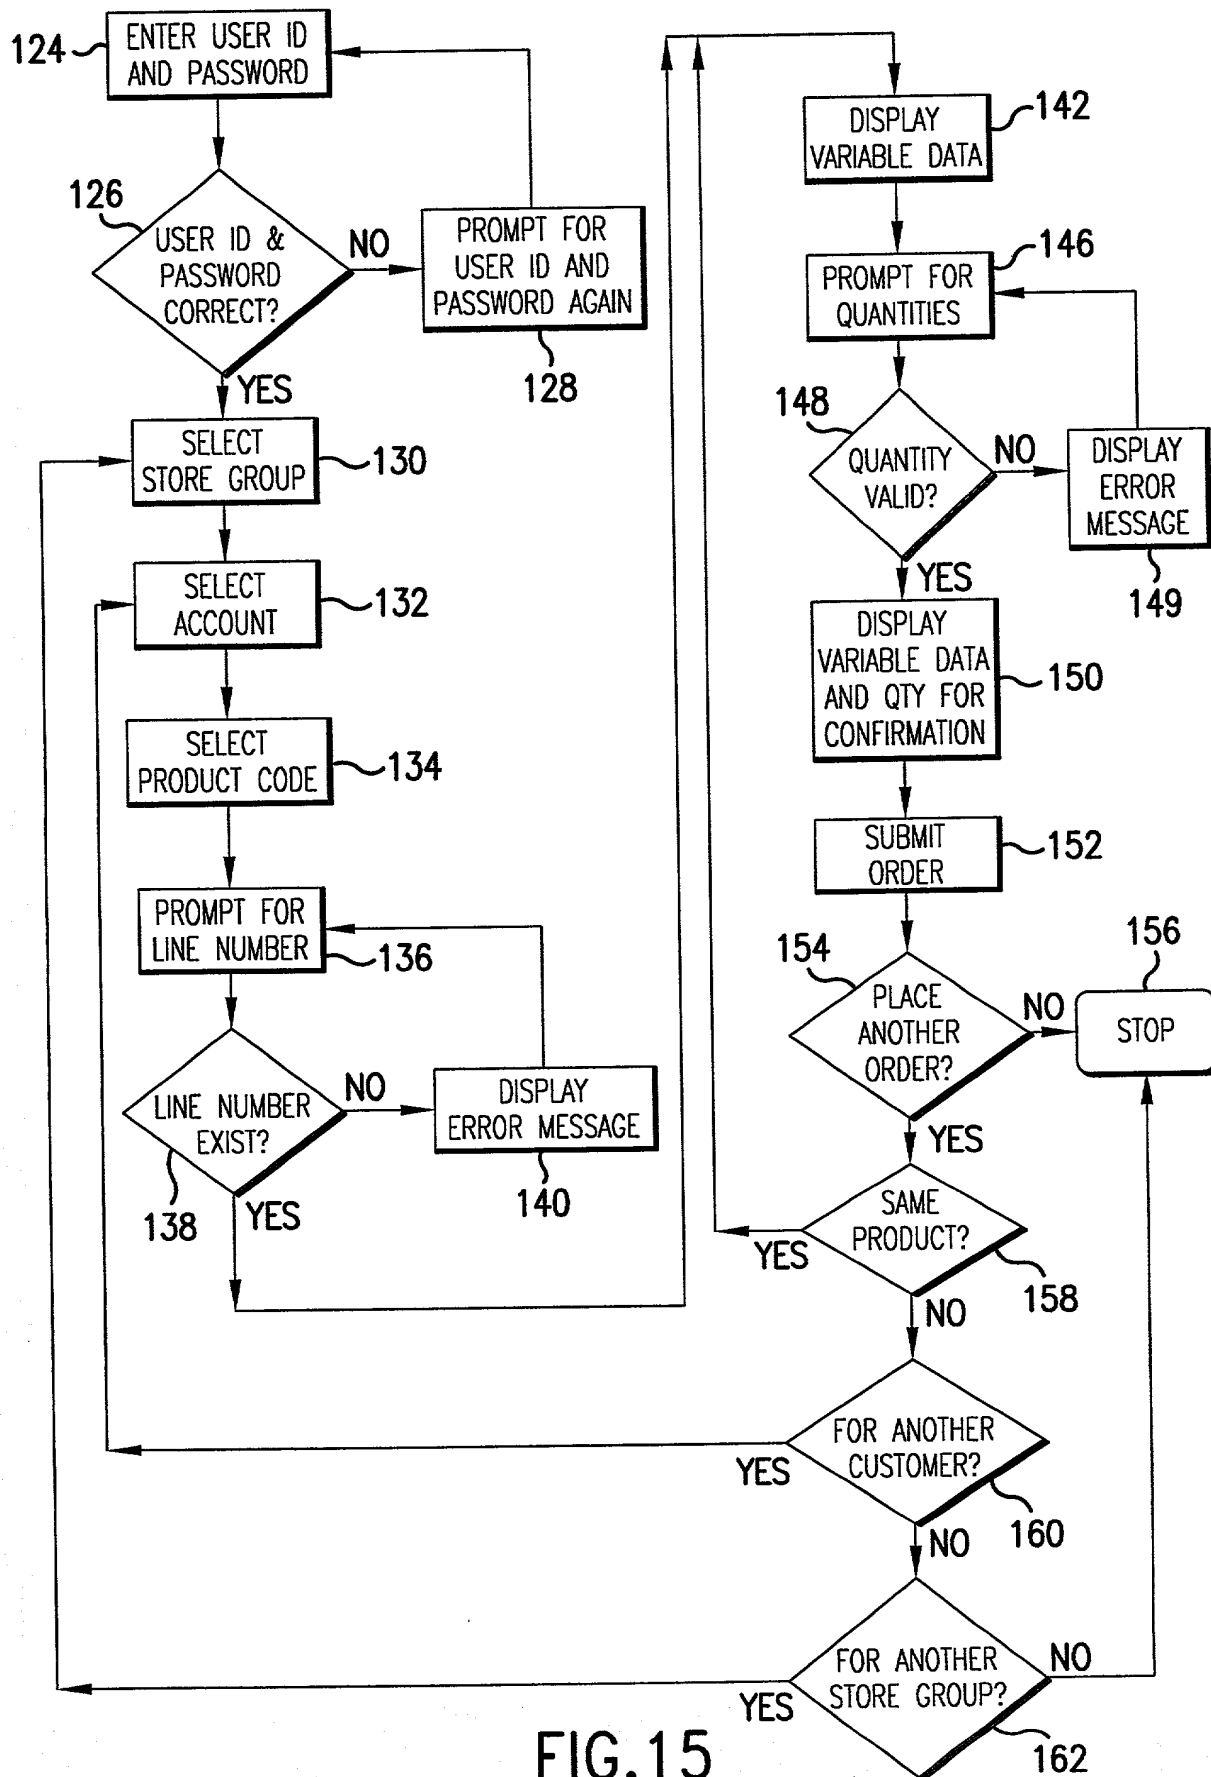 124
ENTER USER ID
AND PASSWORD
126
USER ID &
PASSWORD
CORRECT?
NO
PROMPT FOR
USER ID AND
PASSWORD AGAIN
128
YES
SELECT
STORE GROUP
130
SELECT
ACCOUNT
132
SELECT
PRODUCT CODE
134
PROMPT FOR
LINE NUMBER
136
LINE NUMBER
EXIST?
138
NO
DISPLAY
ERROR MESSAGE
140
YES
DISPLAY
VARIABLE DATA
142
PROMPT FOR
QUANTITIES
146
148
QUANTITY
VALID?
NO
DISPLAY
ERROR
MESSAGE
149
YES
DISPLAY
VARIABLE DATA
AND QTY FOR
CONFIRMATION
150
SUBMIT
ORDER
152
154
PLACE
ANOTHER
ORDER?
NO
156
STOP
YES
SAME
PRODUCT?
158
YES
NO
FOR ANOTHER
CUSTOMER?
160
YES
NO
FOR ANOTHER
STORE GROUP?
162
YES
NO
FIG.15